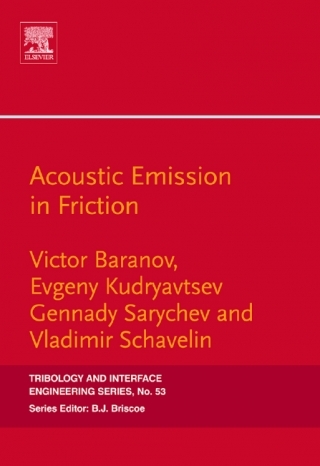 ELSEVIER
Acoustic Emission
in Friction
Victor Baranov,
Evgeny Kudryavtsev
Gennady Sarychev and
Vladimir Schavelin
TRIBOLOGY AND INTERFACE
ENGINEERING SERIES, No. 53
Series Editor: B.J. Briscoe